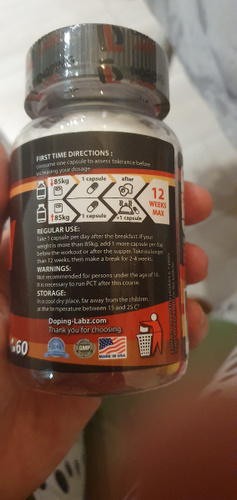 FIRST TIME DIRECTIONS :
Consume one capsule to assess tolerance before
increasing your dosage
85kg
1 capsule
after
85kg
1 capsule
+1 capsule
12
WEEKS
MAX
REGULAR USE:
Take 1 capsule per day after the breakfast. If your
weight is more than 85kg, add 1 more capsule per day
before the workout or after the supper. Take no longer
than 12 weeks, then make a break for 2-4 weeks.
WARNINGS:
Not recommended for persons under the age of 18.
It is necessary to run PCT after this course.
STORAGE:
In a cool dry place, far away from the children
at the temperature between 15 and 25 C°
Doping-Labz.com
Thank you for choosing
60
GMP
MADE IN USA